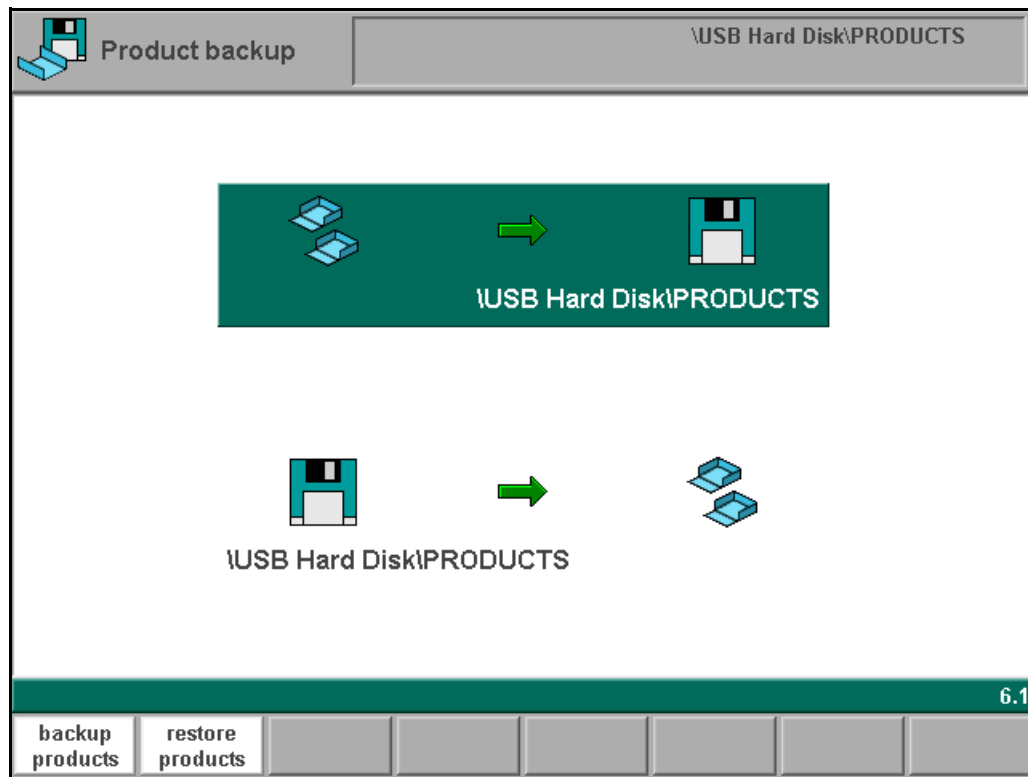 Product backup
\USB Hard Disk\PRODUCTS
\USB Hard Disk\PRODUCTS
\USB Hard Disk\PRODUCTS
6.1
backup
products
restore
products